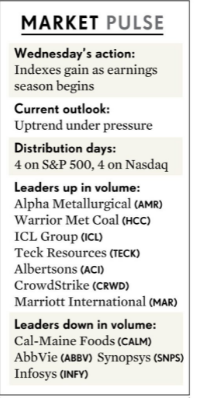 MARKET PULSE
Wednesday's action:
Indexes gain as earnings
season begins
Current outlook:
Uptrend under pressure
Distribution days:
4 on S&P 500, 4 on Nasdaq
Leaders up in volume:
Alpha Metallurgical (AMR)
Warrior Met Coal (HCC)
ICL Group (ICL)
Teck Resources (TECK)
Albertsons (ACI)
CrowdStrike (CRWD)
Marriott International (MAR)
Leaders down in volume:
Cal-Maine Foods (CALM)
AbbVie (ABBV) Synopsys (SNPS)
Infosys (INFY)